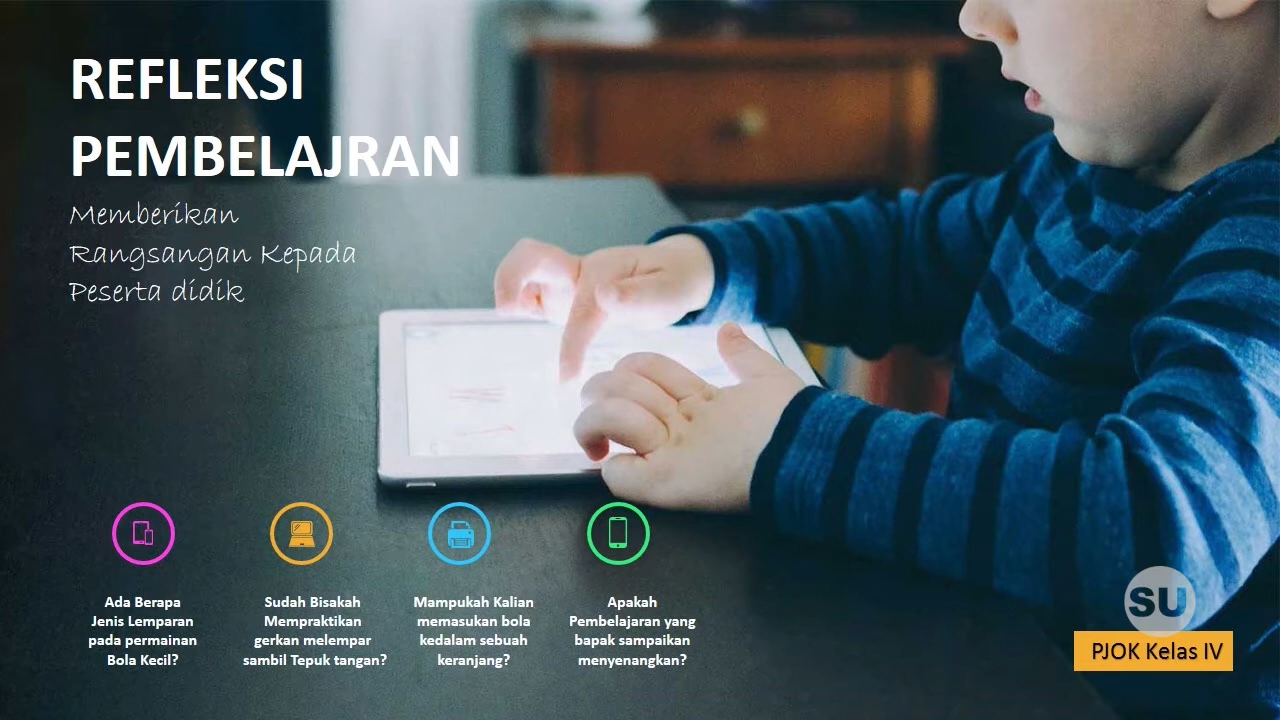 REFLEKSI
PEMBELAJRAN
Memberikan
Rangsangan Kepada
Peserta didik
Ada Berapa
Jenis Lemparan
pada permainan
Bola Kecil?
Sudah Bisakah
Mempraktikan
gerkan melempar
sambil Tepuk tangan?
Mampukah Kalian
memasukan bola
kedalam sebuah
keranjang?
Apakah
Pembelajaran yang
bapak sampaikan
menyenangkan?
SU
PJOK Kelas IV